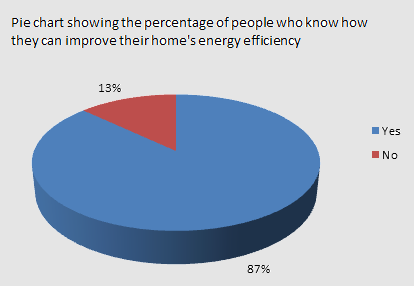 Pie chart showing the percentage of people who know how
they can improve their home's energy efficiency
13%
Yes
No
87%